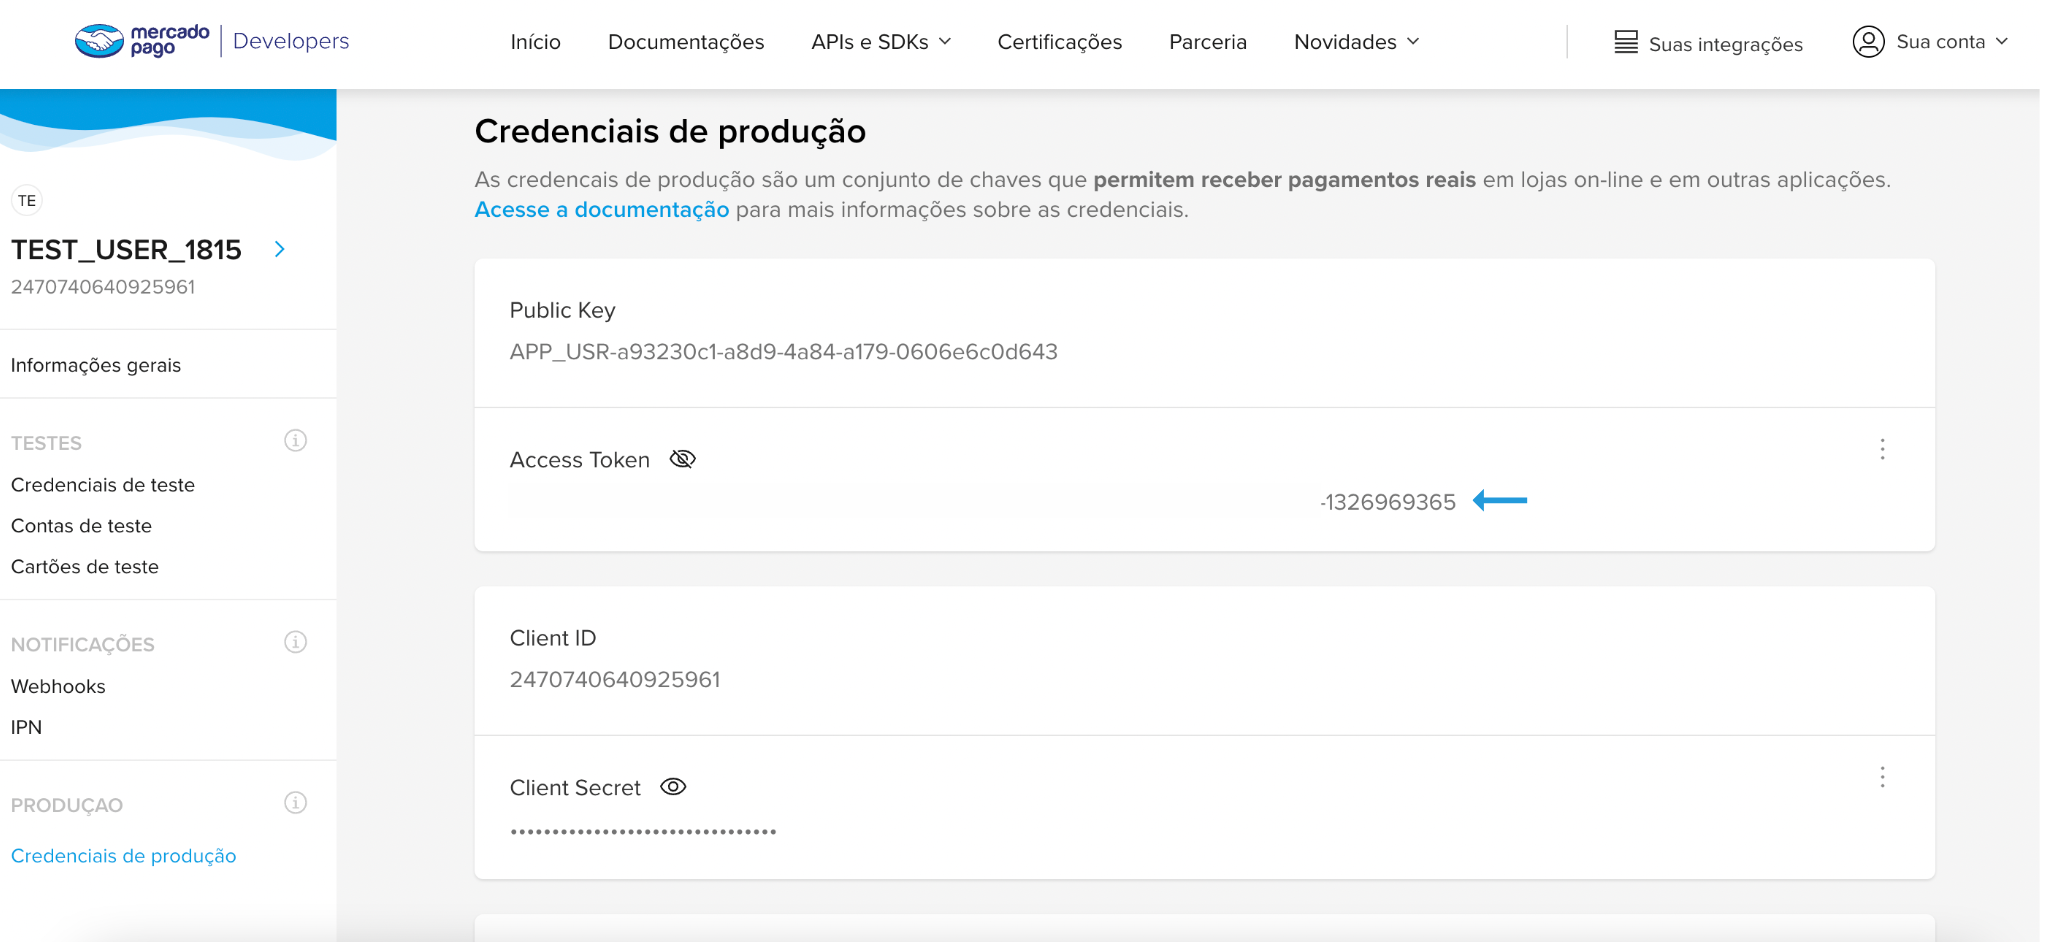 mercado pago | Developers
Início
Documentações
APIs e SDKs
Certificações
Parceria
Novidades
Suas integrações
Sua conta
TE
TEST_USER_1815
2470740640925961
Informações gerais
TESTES
Credenciais de teste
Contas de teste
Cartões de teste
NOTIFICAÇÕES
Webhooks
IPN
PRODUÇAO
Credenciais de produção
Credenciais de produção
As credencais de produção são um conjunto de chaves que permitem receber pagamentos reais em lojas on-line e em outras aplicações.
Acesse a documentação para mais informações sobre as credenciais.
Public Key
APP_USR-a93230c1-a8d9-4a84-a179-0606e6c0d643
Access Token
-1326969365
Client ID
2470740640925961
Client Secret
••••••••••••••••••••••••••••••••